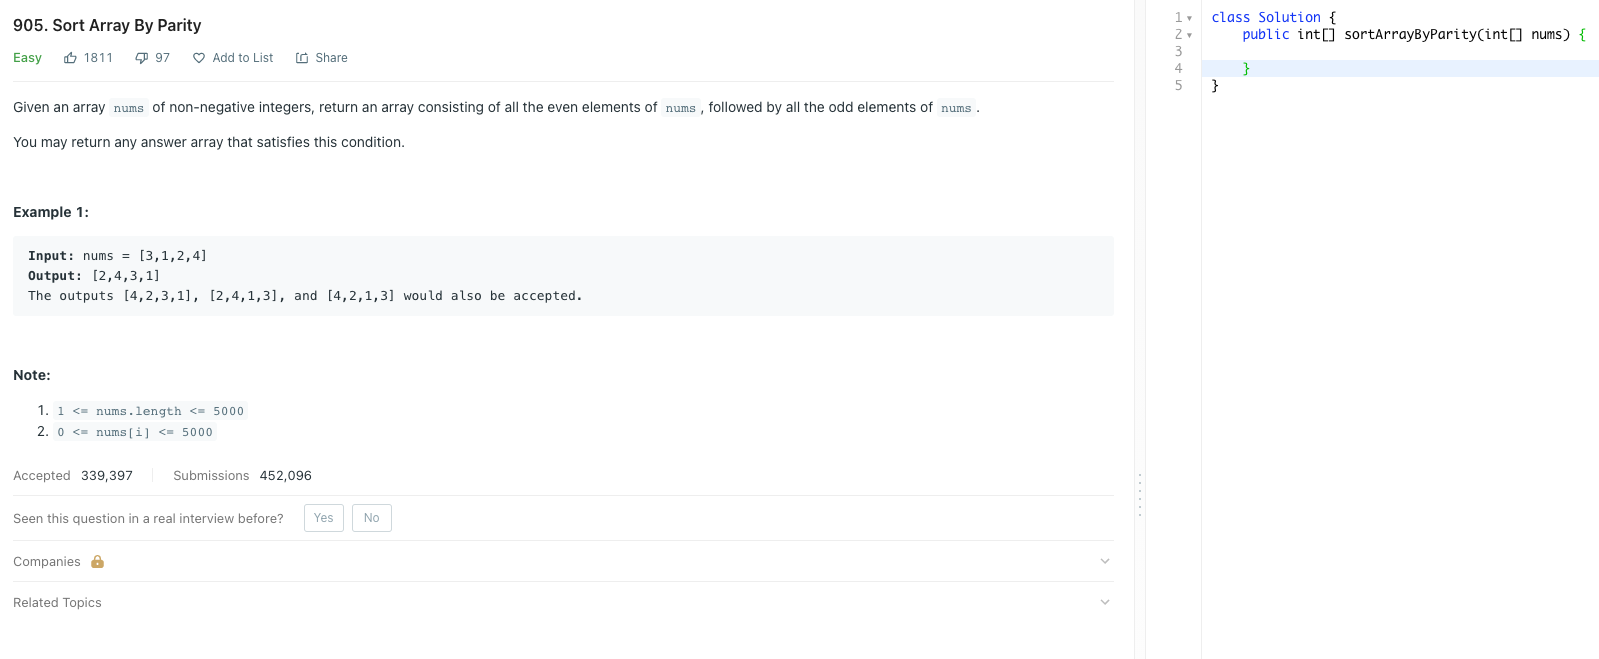 905. Sort Array By Parity
Easy 1811 97 Add to List Share
Given an array nums of non-negative integers, return an array consisting of all the even elements of nums, followed by all the odd elements of nums.
You may return any answer array that satisfies this condition.
Example 1:
Input: nums = [3,1,2,4]
Output: [2,4,3,1]
The outputs [4,2,3,1], [2,4,1,3], and [4,2,1,3] would also be accepted.
Note:
1. 1 <= nums.length <= 5000
2. 0 <= nums[i] <= 5000
Accepted 339,397 Submissions 452,096
Seen this question in a real interview before? Yes No
Companies
Related Topics
1 class Solution {
2     public int[] sortArrayByParity(int[] nums) {
3
4     }
5 }